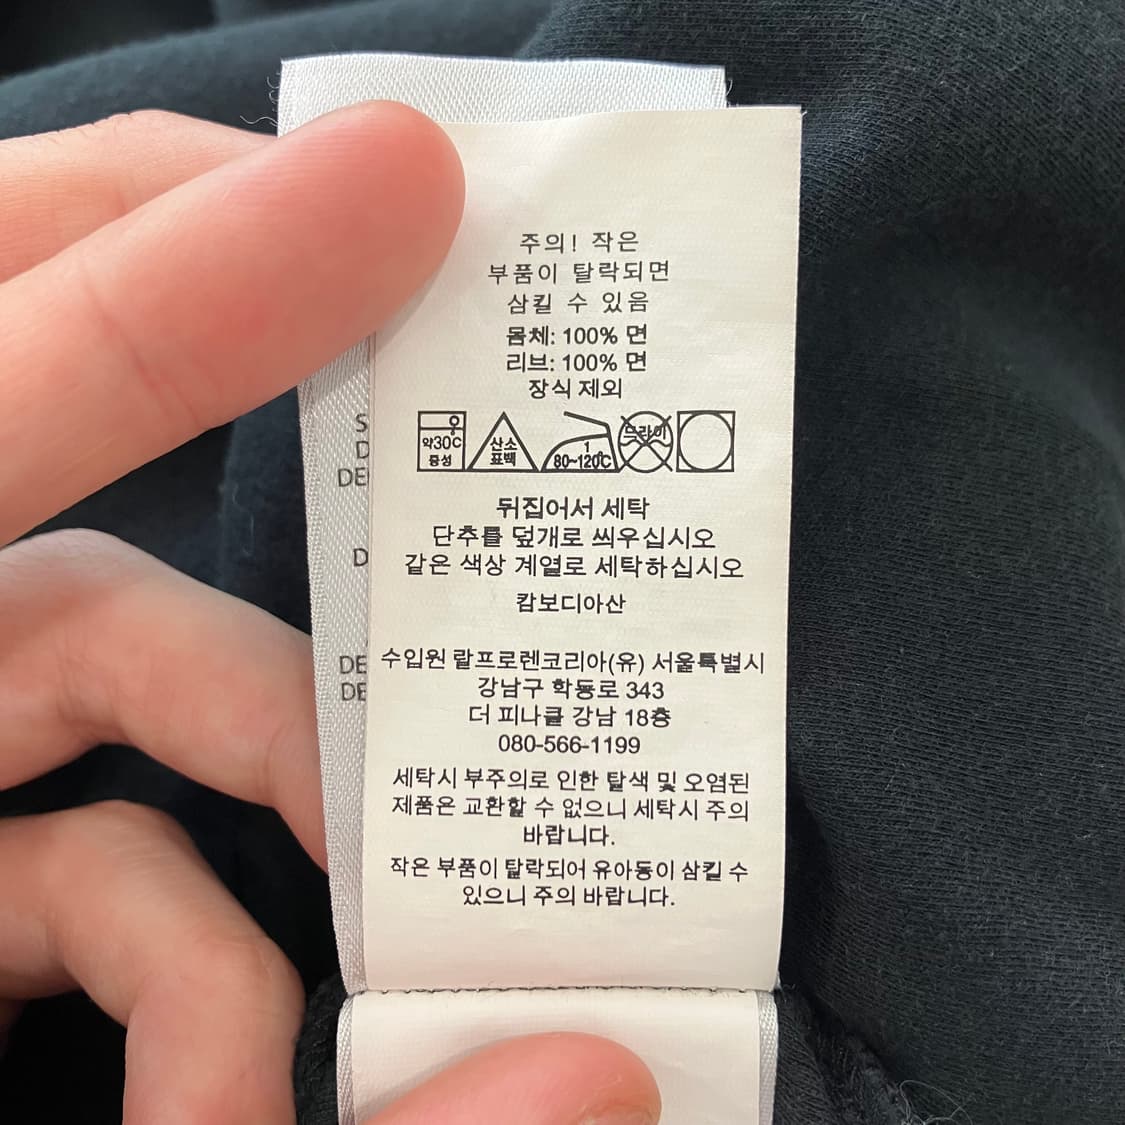 주의! 작은
부품이 탈락되면
삼킬 수 있음
몸체: 100% 면
리브: 100% 면
장식 제외
약30℃
중성
산소
표백
1
80~120℃
드라이
뒤집어서 세탁
단추를 덮개로 씌우십시오
같은 색상 계열로 세탁하십시오
캄보디아산
수입원 랄프로렌코리아(유) 서울특별시
강남구 학동로 343
더 피나클 강남 18층
080-566-1199
세탁시 부주의로 인한 탈색 및 오염된
제품은 교환할 수 없으니 세탁시 주의
바랍니다.
작은 부품이 탈락되어 유아동이 삼킬 수
있으니 주의 바랍니다.
S
D
DE
D
DE
DE